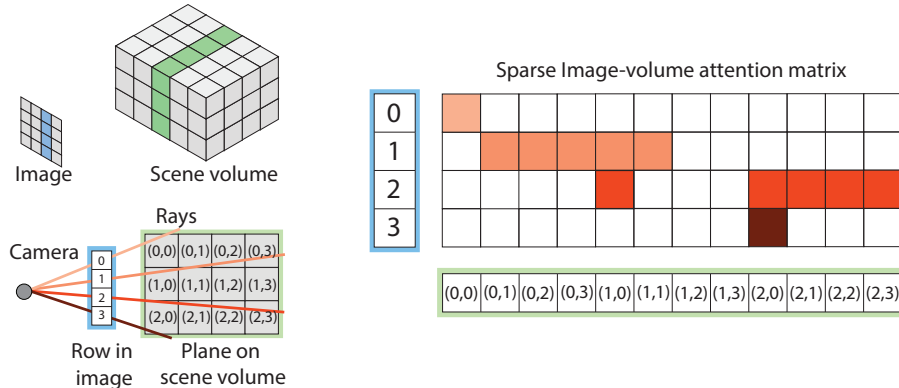 Image
Scene volume
Rays
Camera
0
1
2
3
(0,0) (0,1) (0,2) (0,3)
(1,0) (1,1) (1,2) (1,3)
(2,0) (2,1) (2,2) (2,3)
Row in
image
Plane on
scene volume
Sparse Image-volume attention matrix
0
1
2
3
(0,0) (0,1) (0,2) (0,3) (1,0) (1,1) (1,2) (1,3) (2,0) (2,1) (2,2) (2,3)